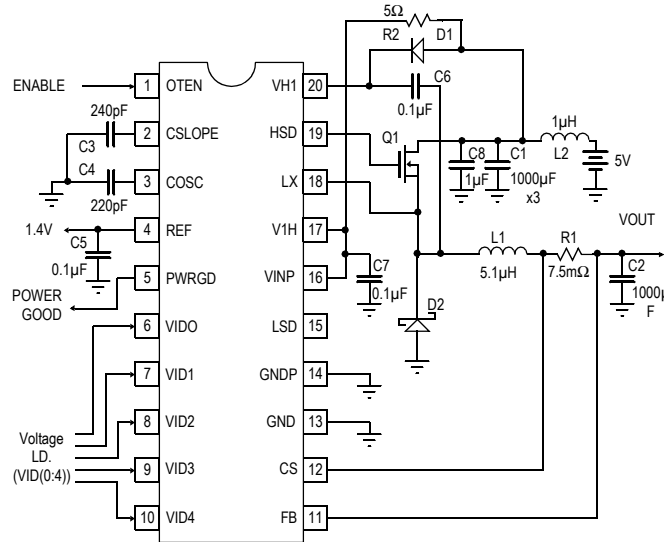 5Ω
R2 D1
ENABLE
1 OTEN VH1 20
C6
0.1µF
240pF
2 CSLOPE HSD 19
C3
Q1
1µH
C4
L2
5V
3 COSC LX 18
C8 C1
1µF 1000µF
x3
220pF
1.4V
4 REF V1H 17
VOUT
C5
0.1µF
L1
5.1µH
R1
7.5mΩ
5 PWRGD VINP 16
C7
0.1µF
C2
1000µ
F
POWER
GOOD
D2
6 VIDO LSD 15
7 VID1 GNDP 14
8 VID2 GND 13
Voltage
I.D.
(VID(0:4))
9 VID3 CS 12
10 VID4 FB 11